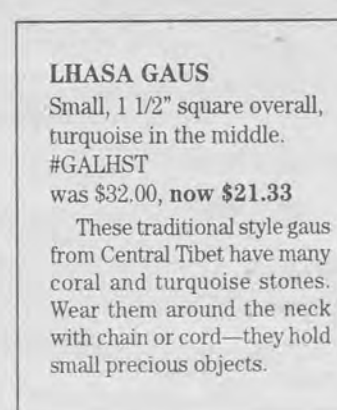 LHASA GAUS
Small, 1 1/2" square overall,
turquoise in the middle.
#GALHST
was $32.00, now $21.33
These traditional style gaus
from Central Tibet have many
coral and turquoise stones.
Wear them around the neck
with chain or cord—they hold
small precious objects.